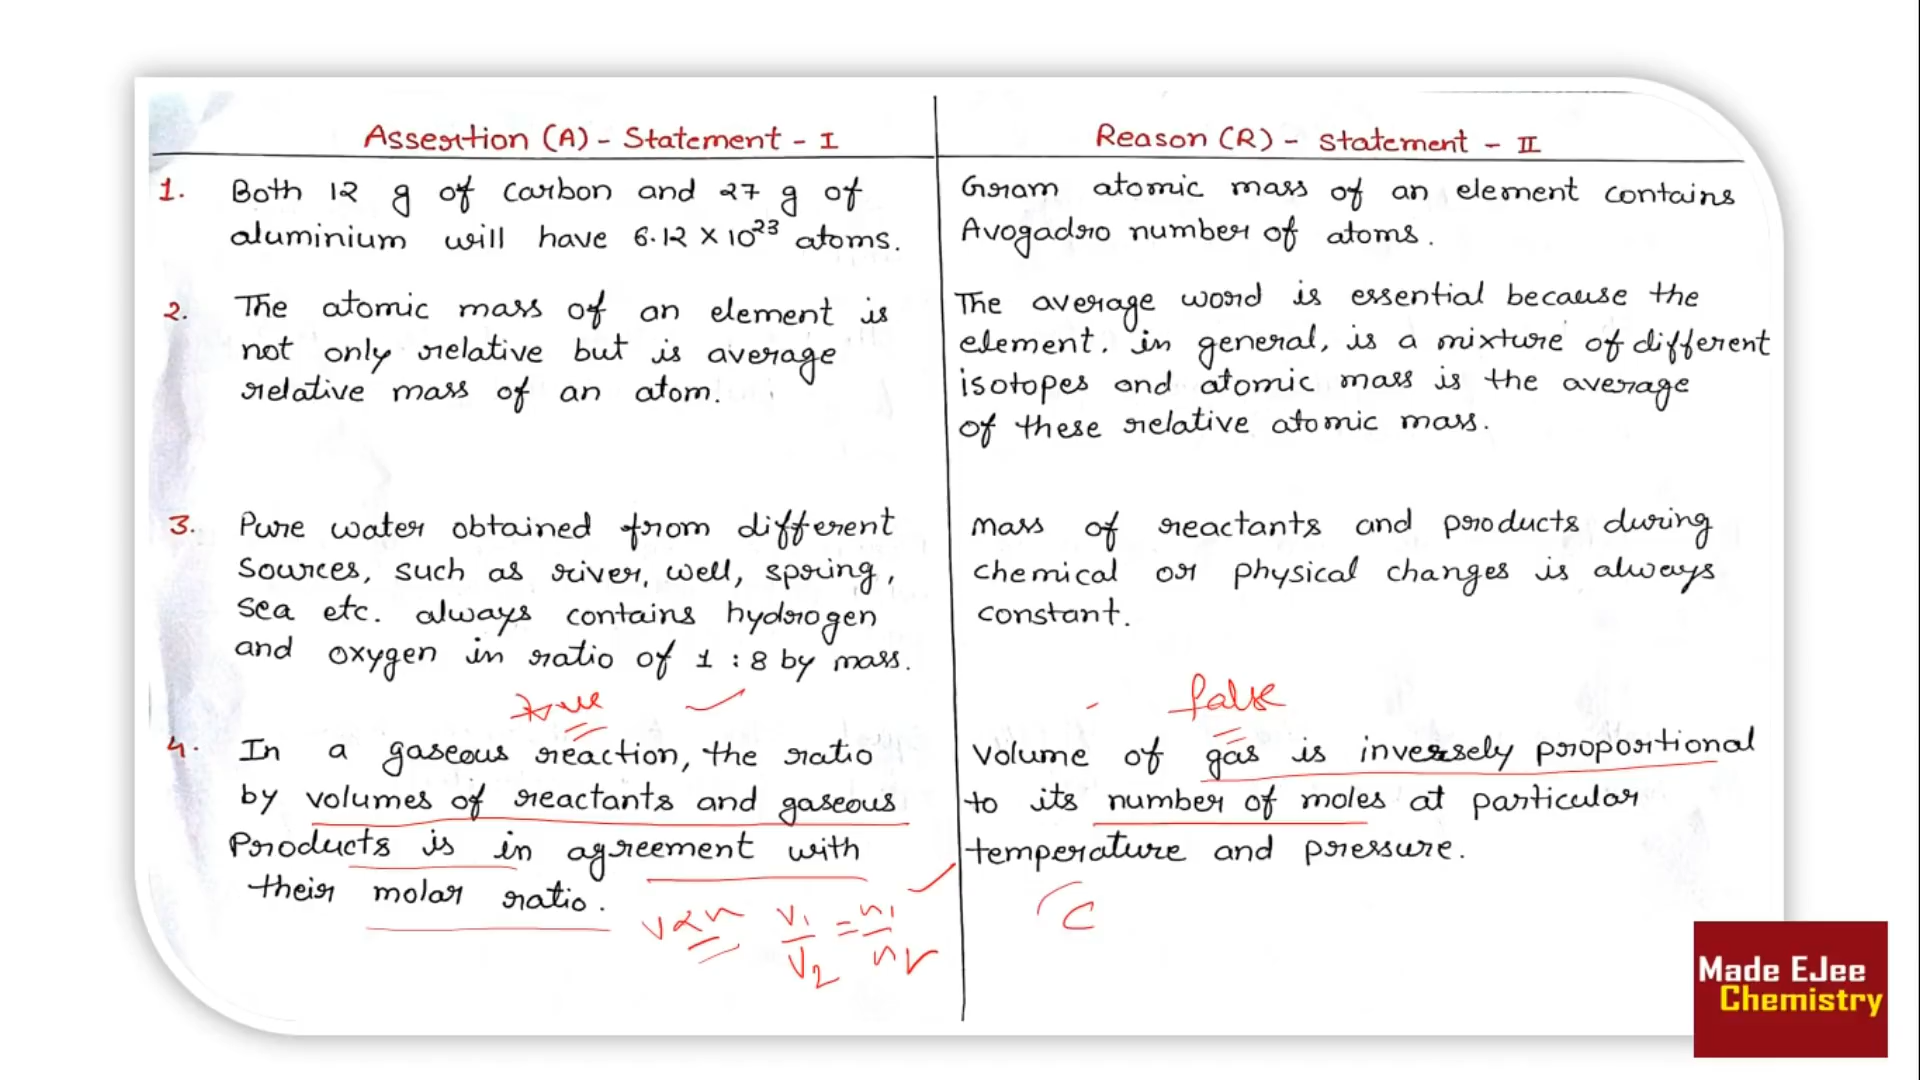 Assertion (A) - Statement - I
Reason (R) - Statement - II
1. Both 12 g of carbon and 27 g of
aluminium will have 6.12 X 10^23 atoms.
Gram atomic mass of an element contains
Avogadro number of atoms.
2. The atomic mass of an element is
not only relative but is average
relative mass of an atom.
The average word is essential because the
element. in general, is a mixture of different
isotopes and atomic mass is the average
of these relative atomic mass.
3. Pure water obtained from different
Sources, such as river, well, spring,
sea etc. always contains hydrogen
and oxygen in ratio of 1 : 8 by mass.
mass of reactants and products during
chemical or physical changes is always
constant.
true ✓
false
4. In a gaseous reaction, the ratio
by volumes of reactants and gaseous
Products is in agreement with
their molar ratio.
v∝n V1/V2 = n1/n2 ✓
Volume of gas is inversely proportional
to its number of moles at particular
temperature and pressure.
C
Made EJee
Chemistry